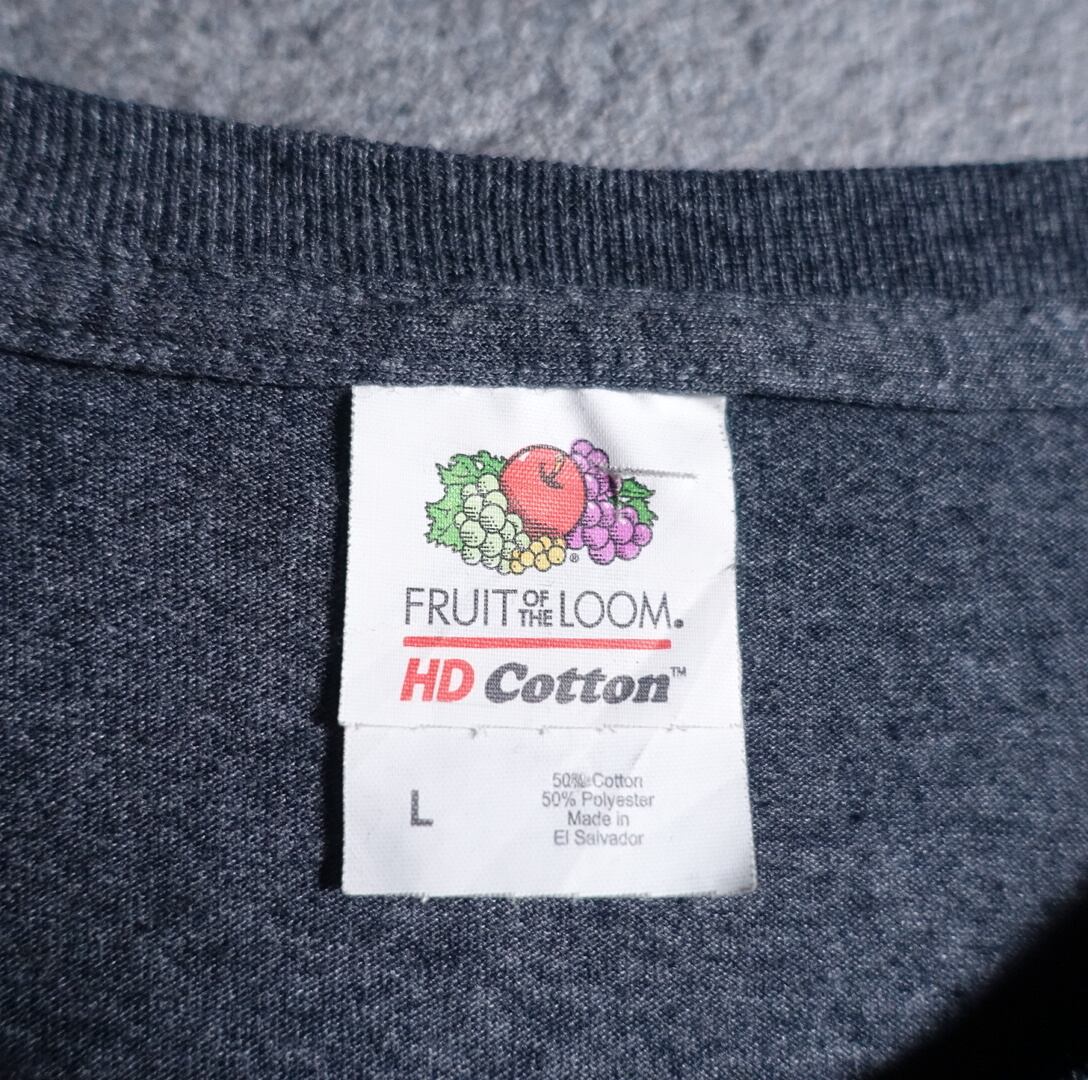 ®
FRUIT OF THE LOOM.
HD Cotton™
L
50% Cotton
50% Polyester
Made in
El Salvador